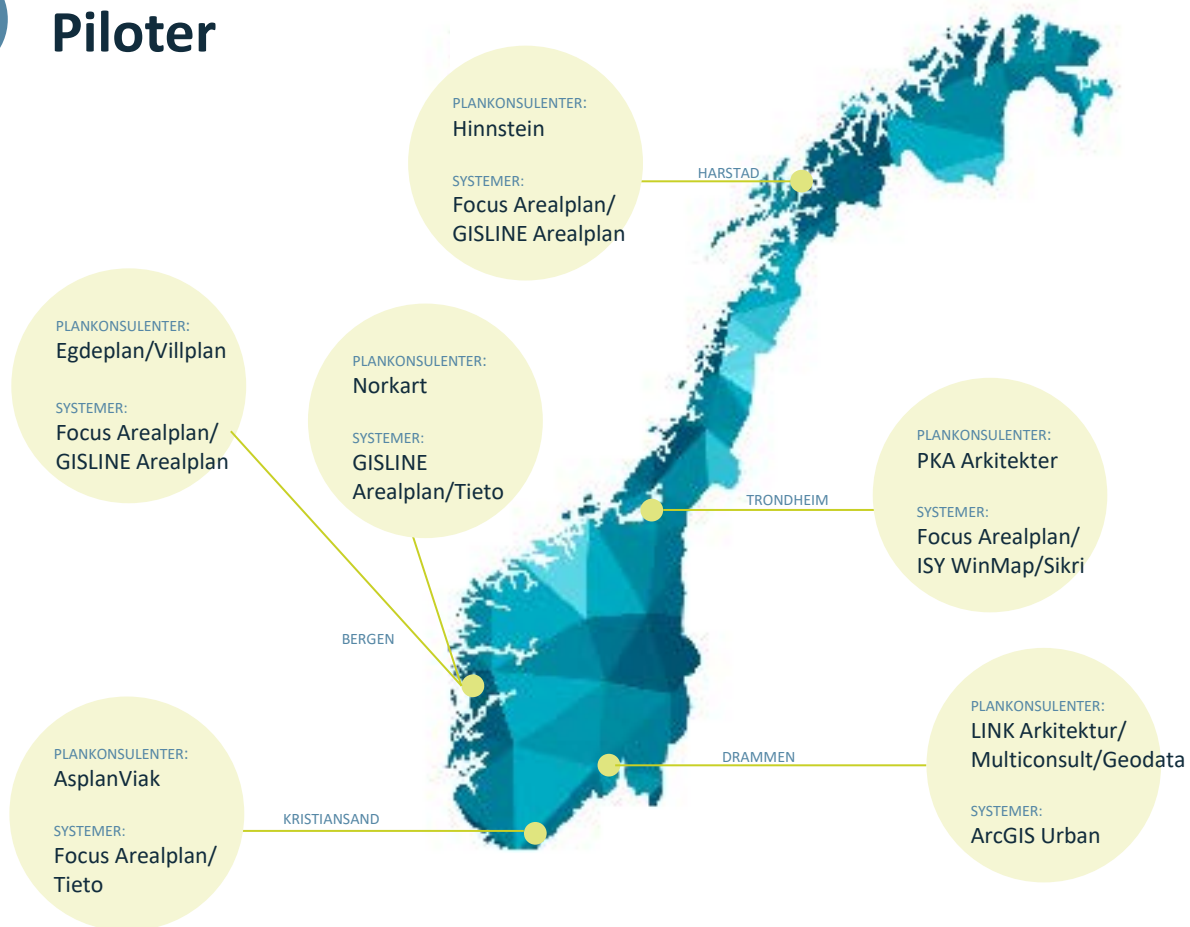 Piloter
PLANKONSULENTER:
Hinnstein
SYSTEMER:
Focus Arealplan/
GISLINE Arealplan
HARSTAD
PLANKONSULENTER:
Egdeplan/Villplan
SYSTEMER:
Focus Arealplan/
GISLINE Arealplan
PLANKONSULENTER:
Norkart
SYSTEMER:
GISLINE
Arealplan/Tieto
BERGEN
PLANKONSULENTER:
PKA Arkitekter
SYSTEMER:
Focus Arealplan/
ISY WinMap/Sikri
TRONDHEIM
PLANKONSULENTER:
AsplanViak
SYSTEMER:
Focus Arealplan/
Tieto
KRISTIANSAND
PLANKONSULENTER:
LINK Arkitektur/
Multiconsult/Geodata
SYSTEMER:
ArcGIS Urban
DRAMMEN